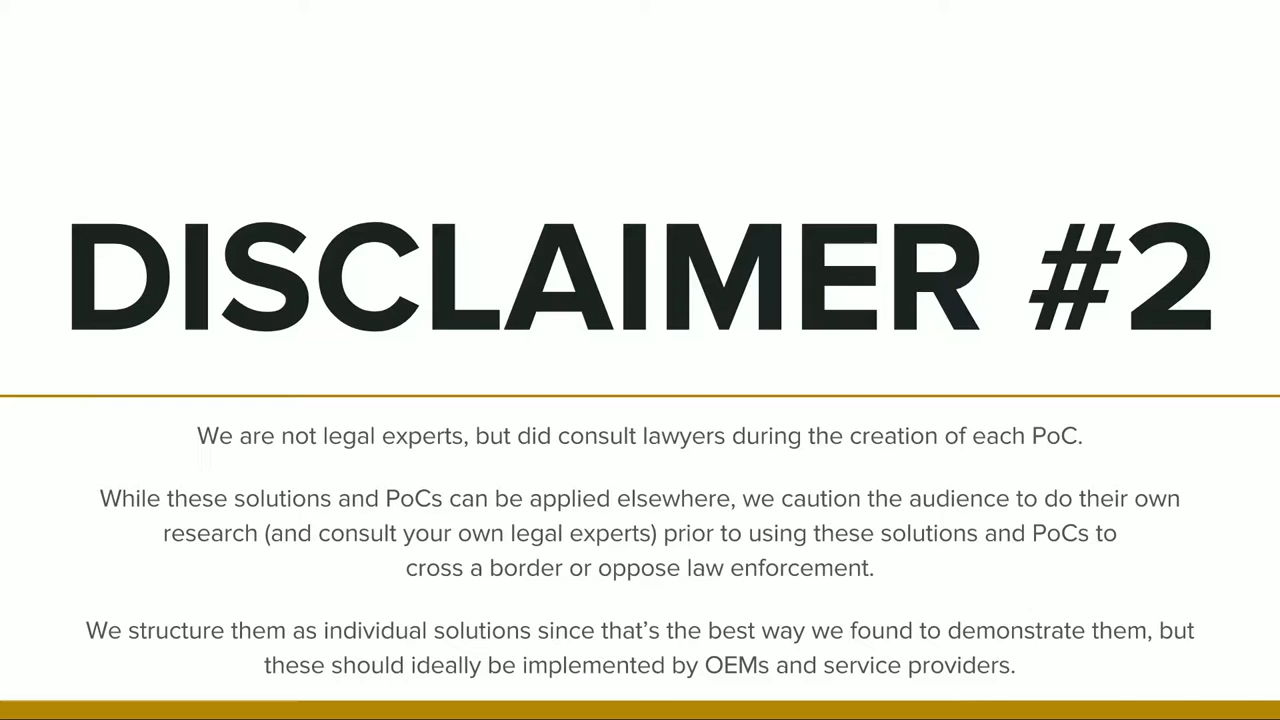 DISCLAIMER #2
We are not legal experts, but did consult lawyers during the creation of each PoC.
While these solutions and PoCs can be applied elsewhere, we caution the audience to do their own
research (and consult your own legal experts) prior to using these solutions and PoCs to
cross a border or oppose law enforcement.
We structure them as individual solutions since that’s the best way we found to demonstrate them, but
these should ideally be implemented by OEMs and service providers.